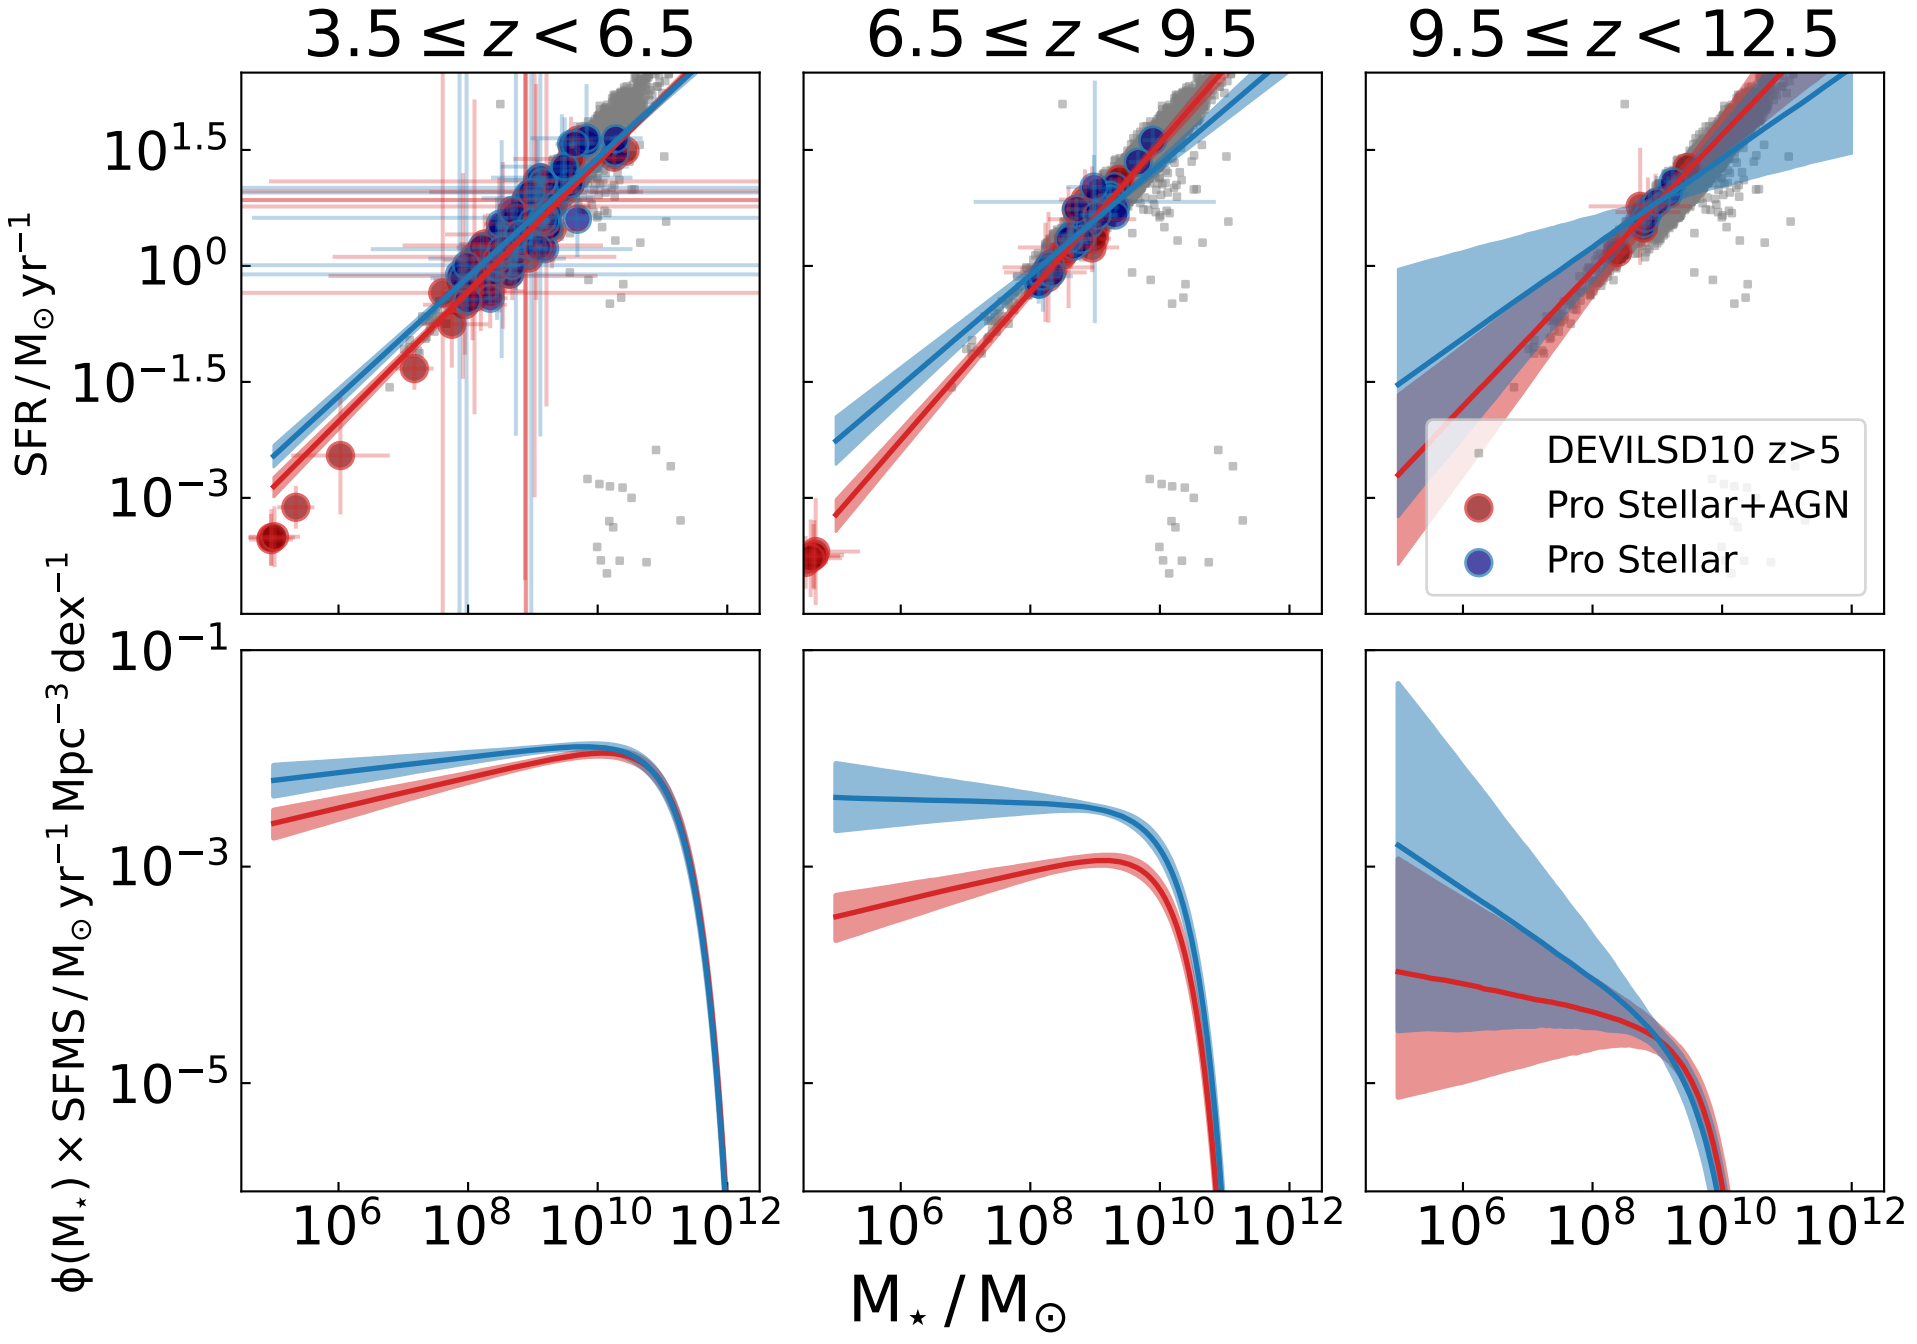 3.5 ≤ z < 6.5
6.5 ≤ z < 9.5
9.5 ≤ z < 12.5
SFR / M⊙ yr⁻¹
10^1.5
10^0
10^−1.5
10^−3
DEVILSD10 z>5
Pro Stellar+AGN
Pro Stellar
ϕ(M⋆) × SFMS / M⊙ yr⁻¹ Mpc⁻³ dex⁻¹
10^−1
10^−3
10^−5
10^6 10^8 10^10 10^12
10^6 10^8 10^10 10^12
10^6 10^8 10^10 10^12
M⋆ / M⊙